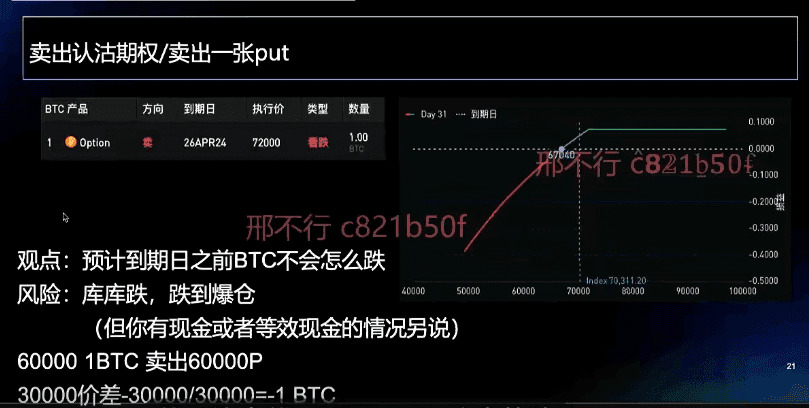 卖出认沽期权/卖出一张put
BTC 产品 方向 到期日 执行价 类型 数量
1 Option 卖 26APR24 72000 看跌 1.00
BTC
Day 31 到期日
0.1000
0.0000
-0.1000
-0.2000
-0.3000
-0.4000
-0.5000
损益
67040
Index 70,311.20
40000 50000 60000 70000 80000 90000 100000
邢不行 c821b50f
邢不行 c821b50f
观点：预计到期日之前BTC不会怎么跌
风险：库库跌，跌到爆仓
（但你有现金或者等效现金的情况另说）
60000 1BTC 卖出60000P
30000价差-30000/30000=-1 BTC
21